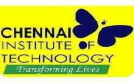 CHENNAI
INSTITUTE OF
TECHNOLOGY
Transforming Lives